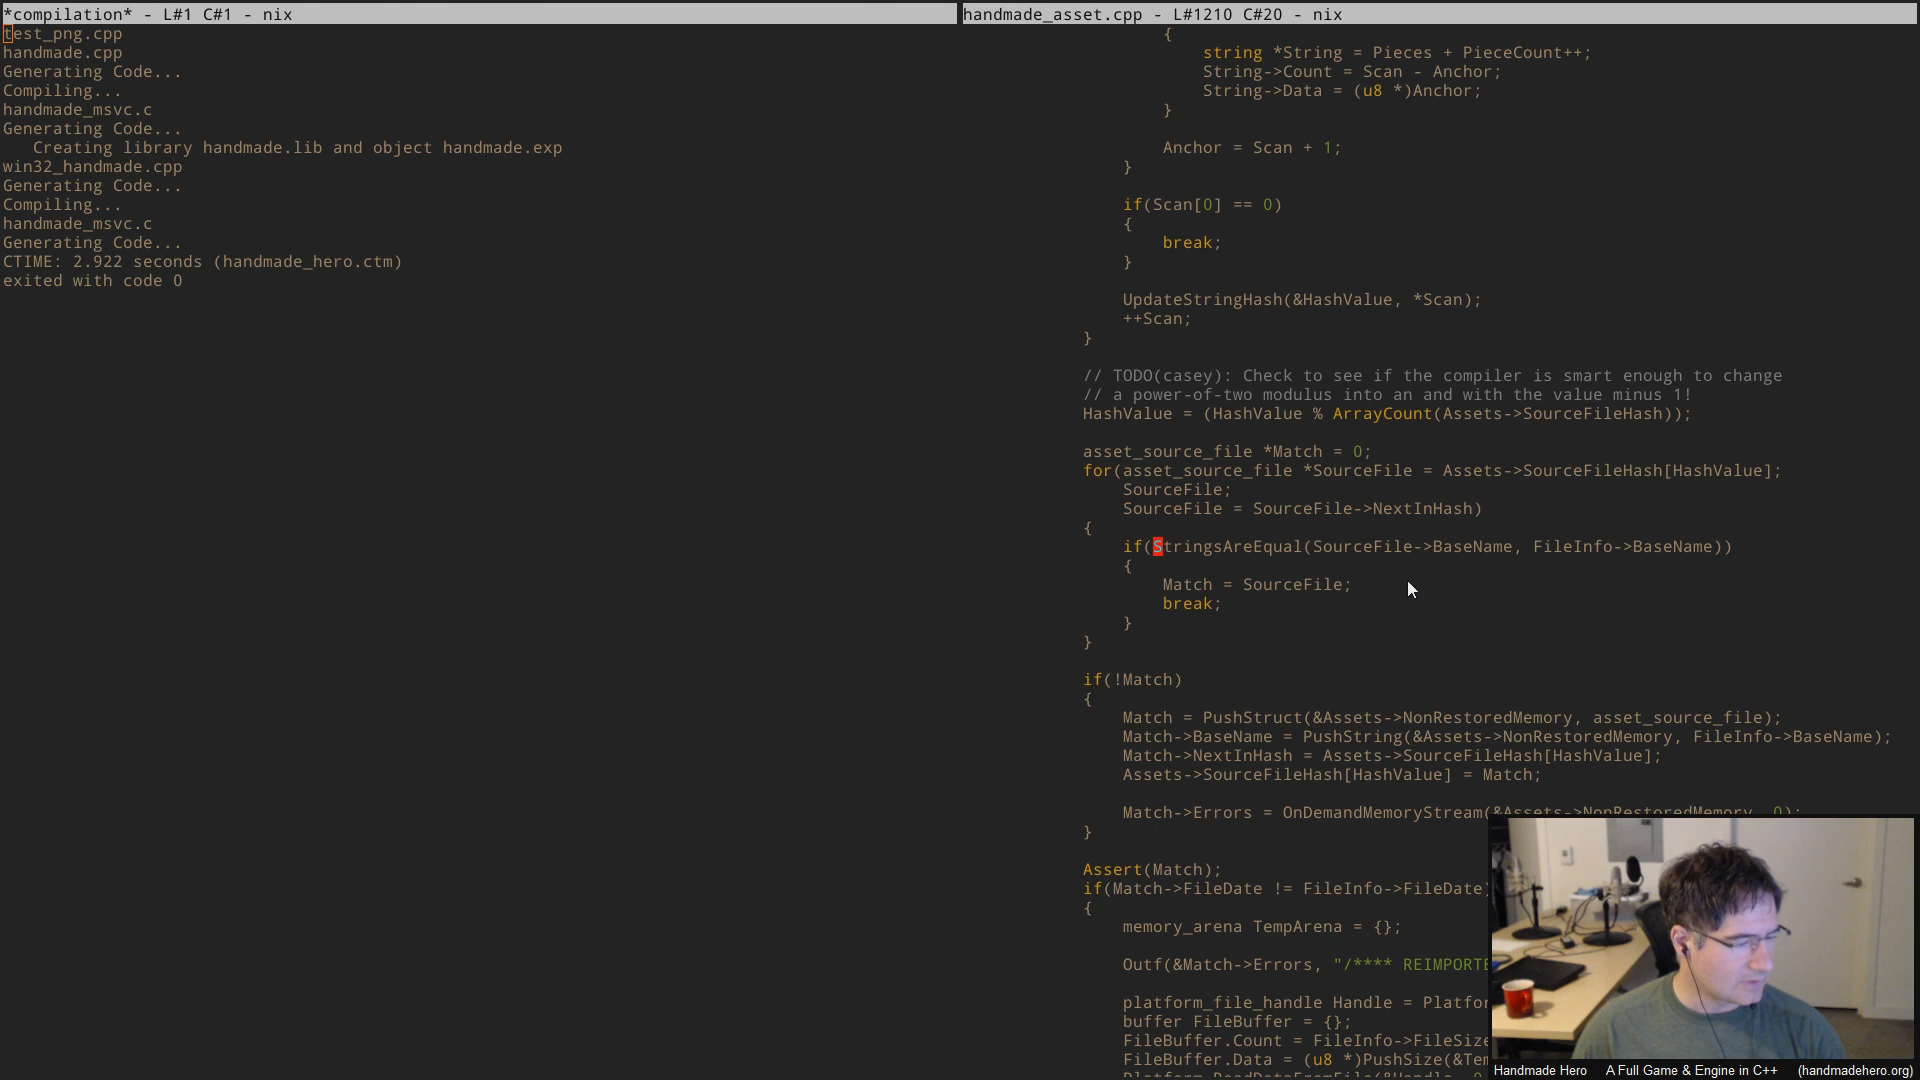 *compilation* - L#1 C#1 - nix
test_png.cpp
handmade.cpp
Generating Code...
Compiling...
handmade_msvc.c
Generating Code...
Creating library handmade.lib and object handmade.exp
win32_handmade.cpp
Generating Code...
Compiling...
handmade_msvc.c
Generating Code...
CTIME: 2.922 seconds (handmade_hero.ctm)
exited with code 0
handmade_asset.cpp - L#1210 C#20 - nix
{
string *String = Pieces + PieceCount++;
String->Count = Scan - Anchor;
String->Data = (u8 *)Anchor;
}
Anchor = Scan + 1;
}
if(Scan[0] == 0)
{
break;
}
UpdateStringHash(&HashValue, *Scan);
++Scan;
}
// TODO(casey): Check to see if the compiler is smart enough to change
// a power-of-two modulus into an and with the value minus 1!
HashValue = (HashValue % ArrayCount(Assets->SourceFileHash));
asset_source_file *Match = 0;
for(asset_source_file *SourceFile = Assets->SourceFileHash[HashValue];
SourceFile;
SourceFile = SourceFile->NextInHash)
{
if(StringsAreEqual(SourceFile->BaseName, FileInfo->BaseName))
{
Match = SourceFile;
break;
}
}
if(!Match)
{
Match = PushStruct(&Assets->NonRestoredMemory, asset_source_file);
Match->BaseName = PushString(&Assets->NonRestoredMemory, FileInfo->BaseName);
Match->NextInHash = Assets->SourceFileHash[HashValue];
Assets->SourceFileHash[HashValue] = Match;
Match->Errors = OnDemandMemoryStream(&Assets->NonRestoredMemory, 0);
}
Assert(Match);
if(Match->FileDate != FileInfo->FileDate)
{
memory_arena TempArena = {};
Outf(&Match->Errors, "/**** REIMPORTE
platform_file_handle Handle = Platfor
buffer FileBuffer = {};
FileBuffer.Count = FileInfo->FileSize
FileBuffer.Data = (u8 *)PushSize(&Tem
Handmade Hero A Full Game & Engine in C++ (handmadehero.org)